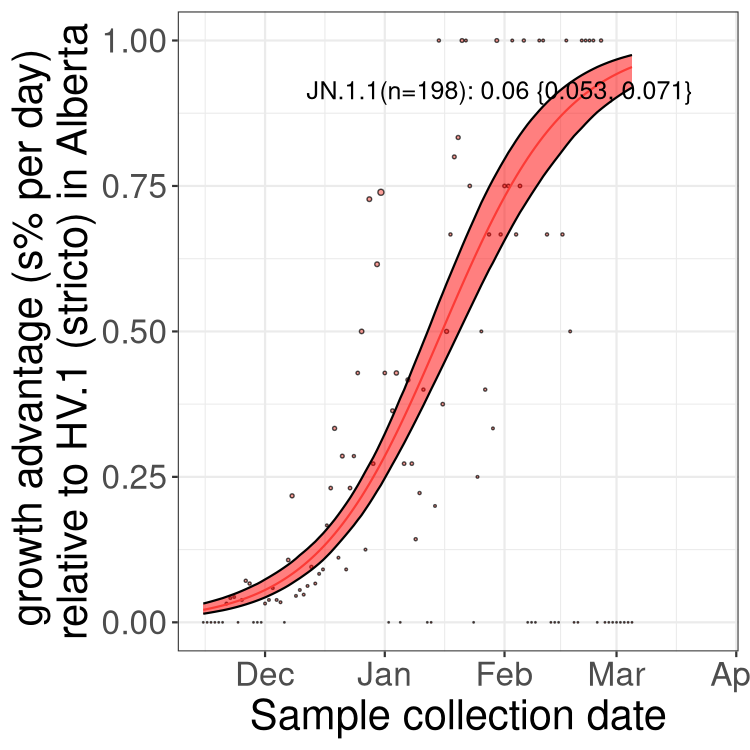 growth advantage (s% per day)
relative to HV.1 (stricto) in Alberta
1.00
0.75
0.50
0.25
0.00
JN.1.1(n=198): 0.06 {0.053, 0.071}
Dec Jan Feb Mar Ap
Sample collection date